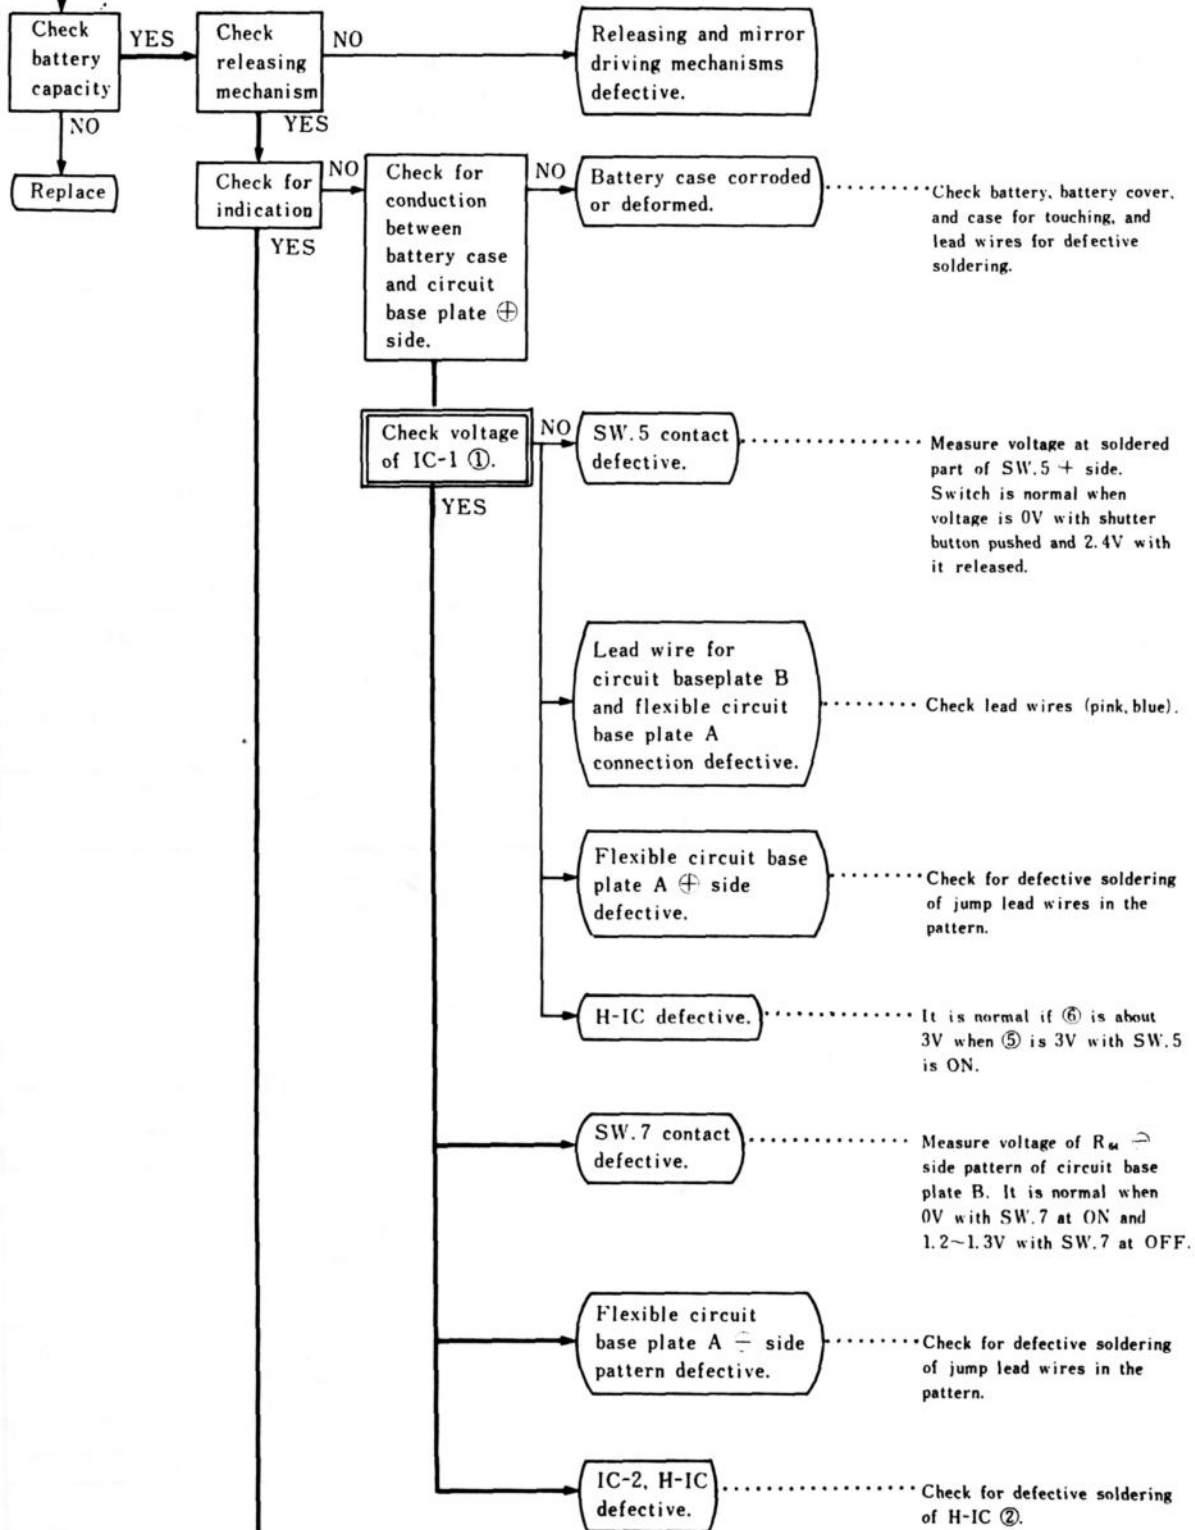 Check
battery
capacity
YES
Check
releasing
mechanism
NO
Releasing and mirror
driving mechanisms
defective.
NO
YES
Replace
Check for
indication
NO
Check for
conduction
between
battery case
and circuit
base plate ⊕
side.
NO
Battery case corroded
or deformed.
Check battery, battery cover,
and case for touching, and
lead wires for defective
soldering.
YES
Check voltage
of IC-1 ①.
NO
SW.5 contact
defective.
Measure voltage at soldered
part of SW.5 + side.
Switch is normal when
voltage is 0V with shutter
button pushed and 2.4V with
it released.
YES
Lead wire for
circuit baseplate B
and flexible circuit
base plate A
connection defective.
Check lead wires (pink, blue).
Flexible circuit base
plate A ⊕ side
defective.
Check for defective soldering
of jump lead wires in the
pattern.
H-IC defective.
It is normal if ⑥ is about
3V when ⑤ is 3V with SW.5
is ON.
SW.7 contact
defective.
Measure voltage of R
side pattern of circuit base
plate B. It is normal when
0V with SW.7 at ON and
1.2~1.3V with SW.7 at OFF.
Flexible circuit
base plate A ⊖ side
pattern defective.
Check for defective soldering
of jump lead wires in the
pattern.
IC-2, H-IC
defective.
Check for defective soldering
of H-IC ②.